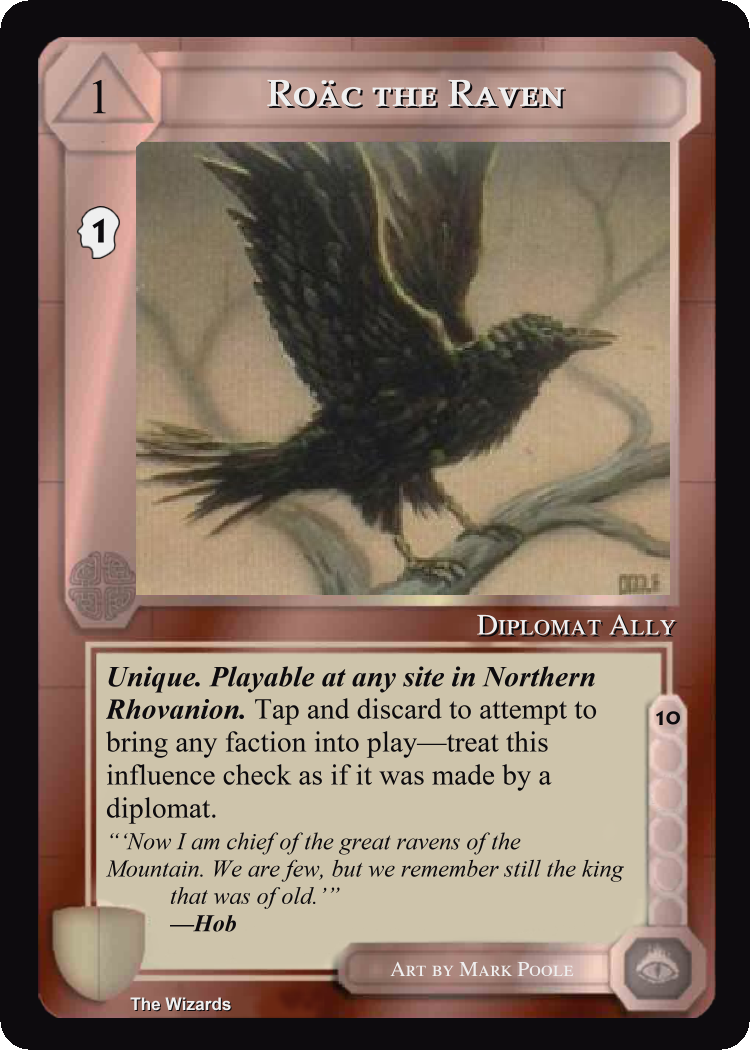 1
Roäc the Raven
1
Diplomat Ally
Unique. Playable at any site in Northern
Rhovanion. Tap and discard to attempt to
bring any faction into play—treat this
influence check as if it was made by a
diplomat.
10
“‘Now I am chief of the great ravens of the
Mountain. We are few, but we remember still the king
that was of old.’”
—Hob
Art by Mark Poole
The Wizards